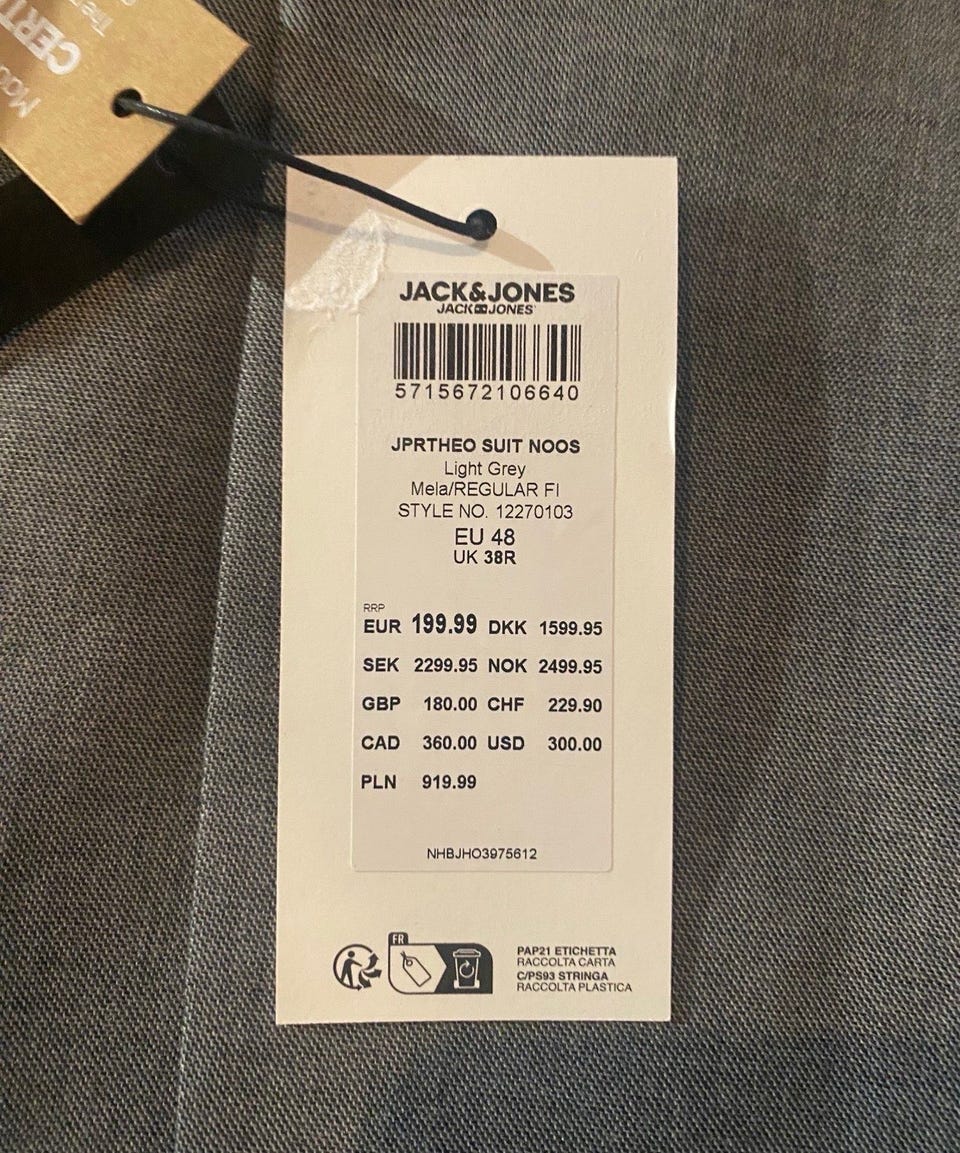 CERT
JACK&JONES
JACK JONES
5715672106640
JPRTHEO SUIT NOOS
Light Grey
Mela/REGULAR FI
STYLE NO. 12270103
EU 48
UK 38R
RRP
EUR 199.99 DKK 1599.95
SEK 2299.95 NOK 2499.95
GBP 180.00 CHF 229.90
CAD 360.00 USD 300.00
PLN 919.99
NHBJHO3975612
FR
PAP21 ETICHETTA
RACCOLTA CARTA
C/PS93 STRINGA
RACCOLTA PLASTICA